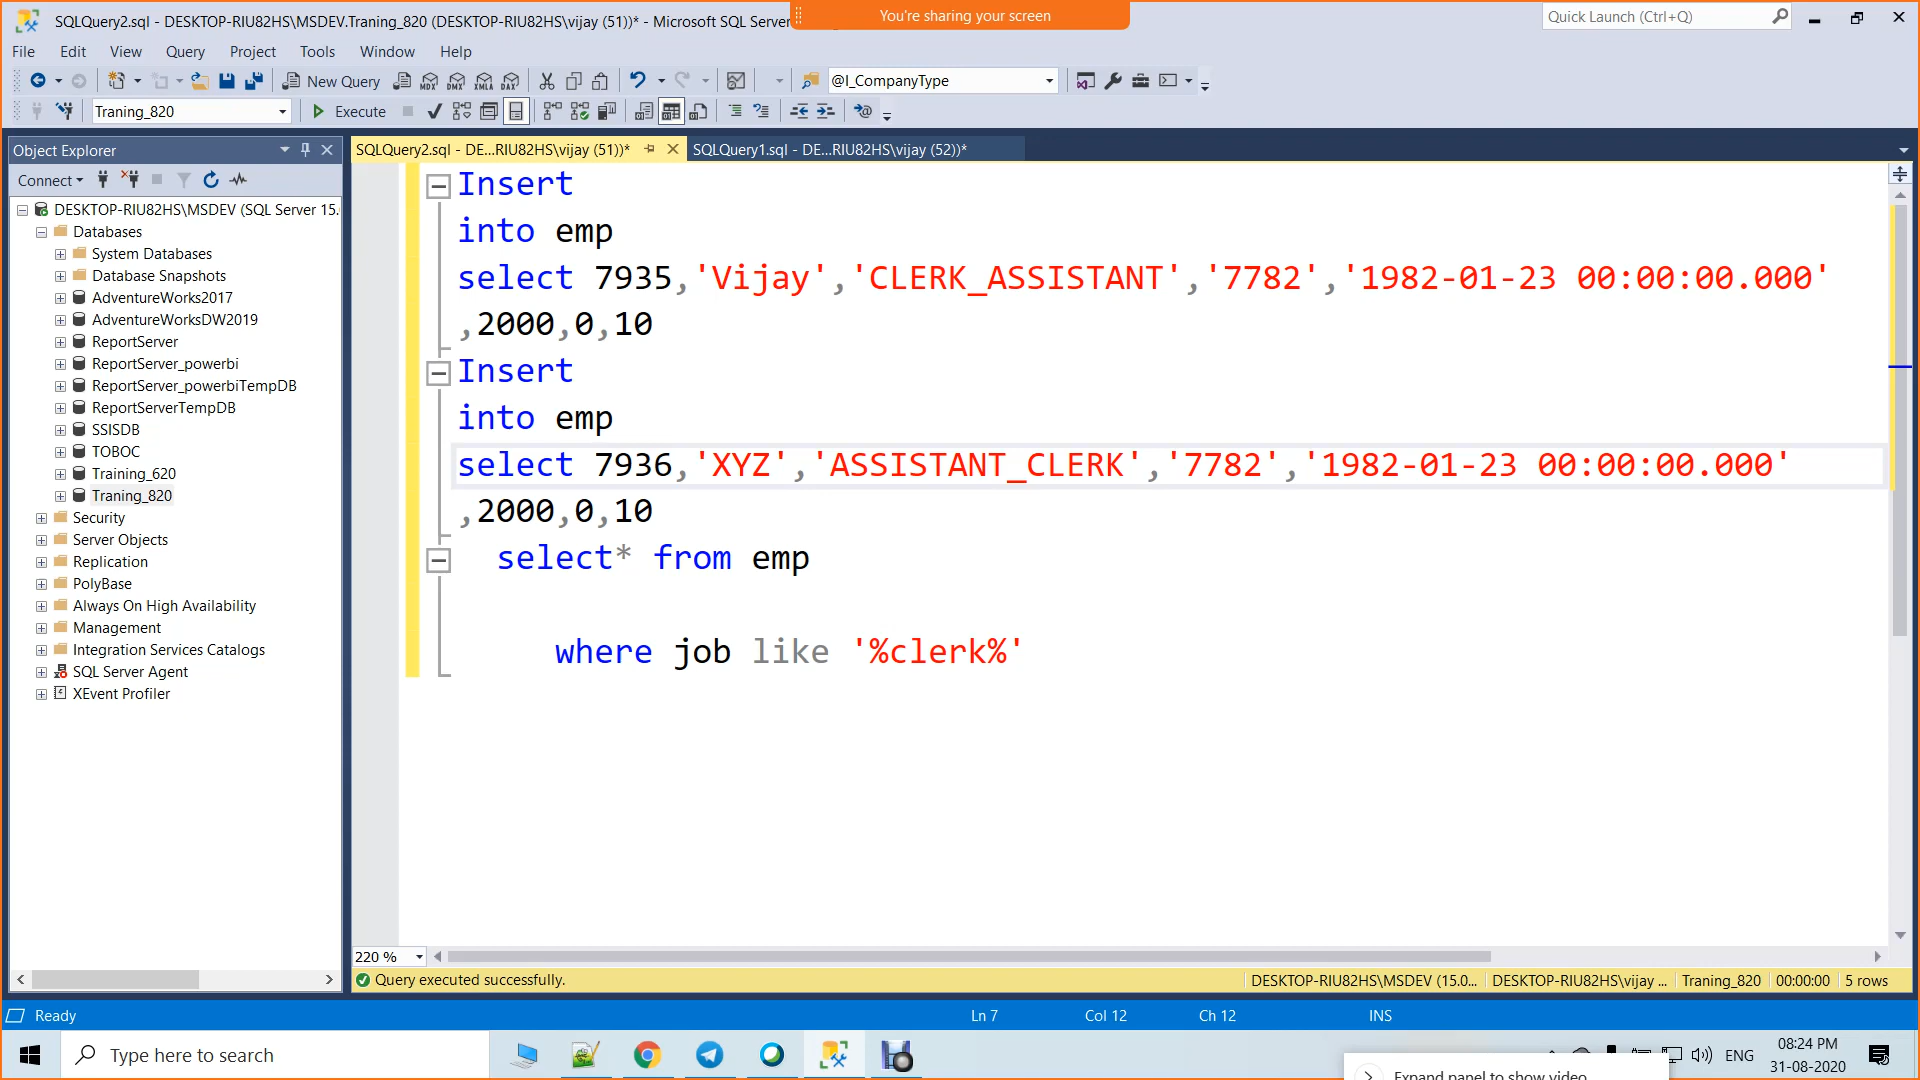 SQLQuery2.sql - DESKTOP-RIU82HS\MSDEV.Traning_820 (DESKTOP-RIU82HS\vijay (51))* - Microsoft SQL Server
You're sharing your screen
Quick Launch (Ctrl+Q)
File Edit View Query Project Tools Window Help
New Query
MDX DMX XMLA DAX
@I_CompanyType
Traning_820
Execute
Object Explorer
SQLQuery2.sql - DE...RIU82HS\vijay (51))*
SQLQuery1.sql - DE...RIU82HS\vijay (52))*
Connect
DESKTOP-RIU82HS\MSDEV (SQL Server 15.
Databases
System Databases
Database Snapshots
AdventureWorks2017
AdventureWorksDW2019
ReportServer
ReportServer_powerbi
ReportServer_powerbiTempDB
ReportServerTempDB
SSISDB
TOBOC
Training_620
Traning_820
Security
Server Objects
Replication
PolyBase
Always On High Availability
Management
Integration Services Catalogs
SQL Server Agent
XEvent Profiler
Insert
into emp
select 7935,'Vijay','CLERK_ASSISTANT','7782','1982-01-23 00:00:00.000'
,2000,0,10
Insert
into emp
select 7936,'XYZ','ASSISTANT_CLERK','7782','1982-01-23 00:00:00.000'
,2000,0,10
select* from emp
where job like '%clerk%'
220 %
Query executed successfully.
DESKTOP-RIU82HS\MSDEV (15.0... DESKTOP-RIU82HS\vijay ... Traning_820 00:00:00 5 rows
Ready
Ln 7 Col 12 Ch 12 INS
Type here to search
ENG
08:24 PM
31-08-2020
Expand panel to show video